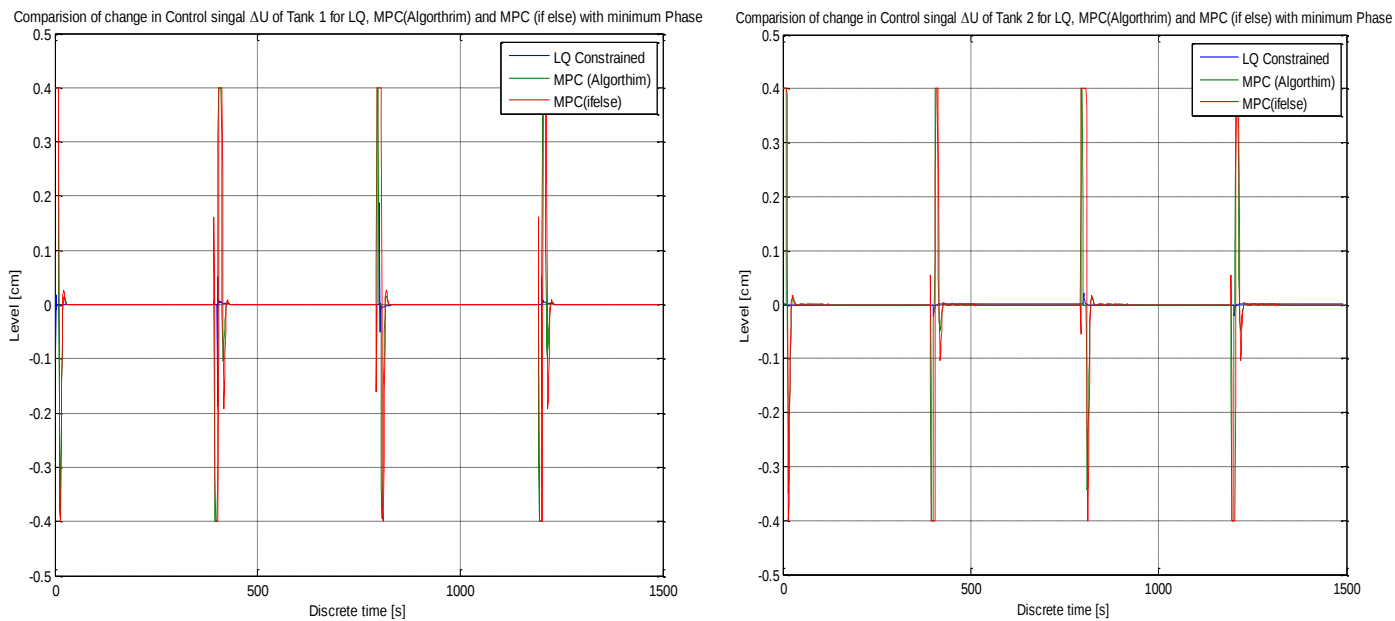 Comparision of change in Control singal ΔU of Tank 1 for LQ, MPC(Algorthrim) and MPC (if else) with minimum Phase
0.5
0.4
0.3
0.2
0.1
0
-0.1
-0.2
-0.3
-0.4
-0.5
Level [cm]
LQ Constrained
MPC (Algorthim)
MPC(ifelse)
0
500
1000
1500
Discrete time [s]
Comparision of change in Control singal ΔU of Tank 2 for LQ, MPC(Algorthrim) and MPC (if else) with minimum Phase
0.5
0.4
0.3
0.2
0.1
0
-0.1
-0.2
-0.3
-0.4
-0.5
Level [cm]
LQ Constrained
MPC (Algorthim)
MPC(ifelse)
0
500
1000
1500
Discrete time [s]